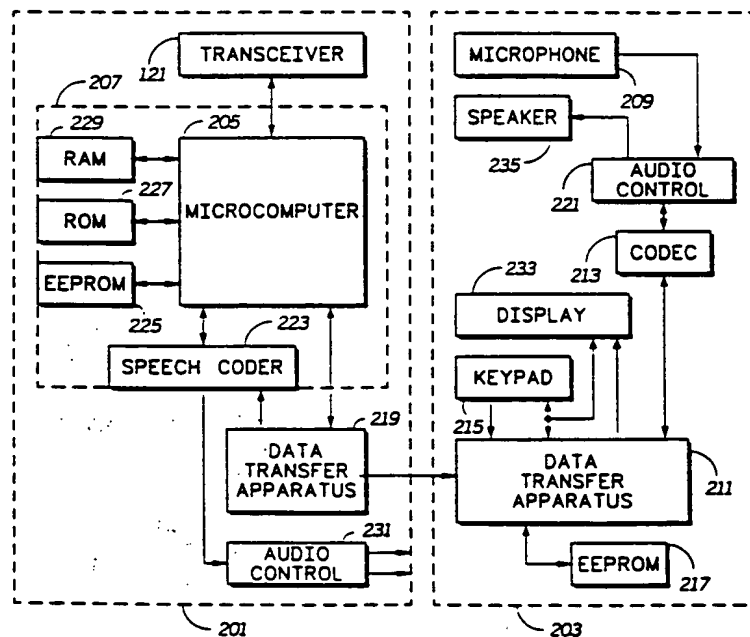 TRANSCEIVER
121
207
229
RAM
205
227
ROM
MICROCOMPUTER
EEPROM
225
223
SPEECH CODER
219
DATA
TRANSFER
APPARATUS
231
AUDIO
CONTROL
201
MICROPHONE
209
SPEAKER
235
AUDIO
CONTROL
221
CODEC
213
233
DISPLAY
KEYPAD
215
DATA
TRANSFER
APPARATUS
211
EEPROM
217
203